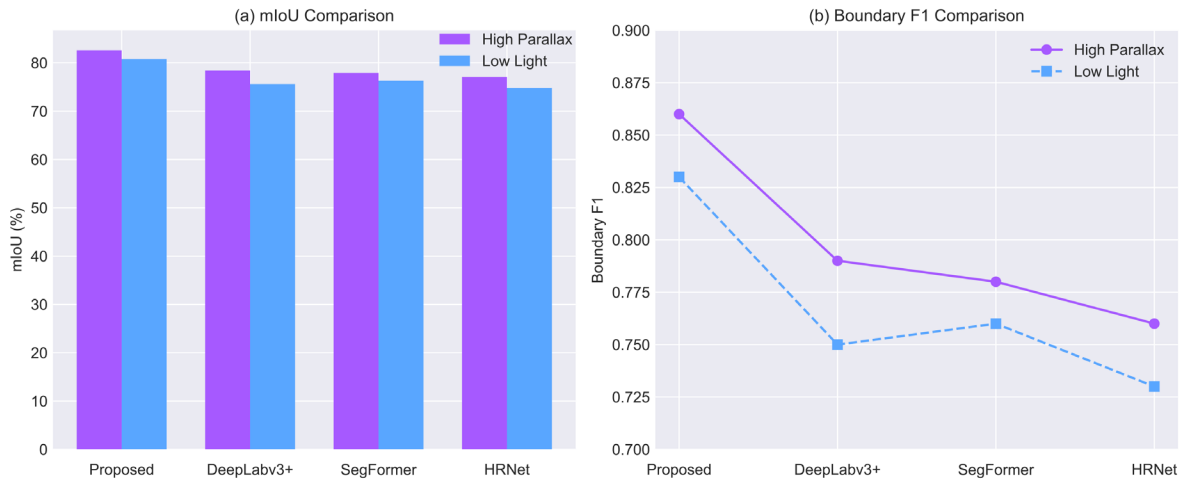 (a) mIoU Comparison
High Parallax
Low Light
mIoU (%)
80
70
60
50
40
30
20
10
0
Proposed
DeepLabv3+
SegFormer
HRNet
(b) Boundary F1 Comparison
High Parallax
Low Light
Boundary F1
0.900
0.875
0.850
0.825
0.800
0.775
0.750
0.725
0.700
Proposed
DeepLabv3+
SegFormer
HRNet